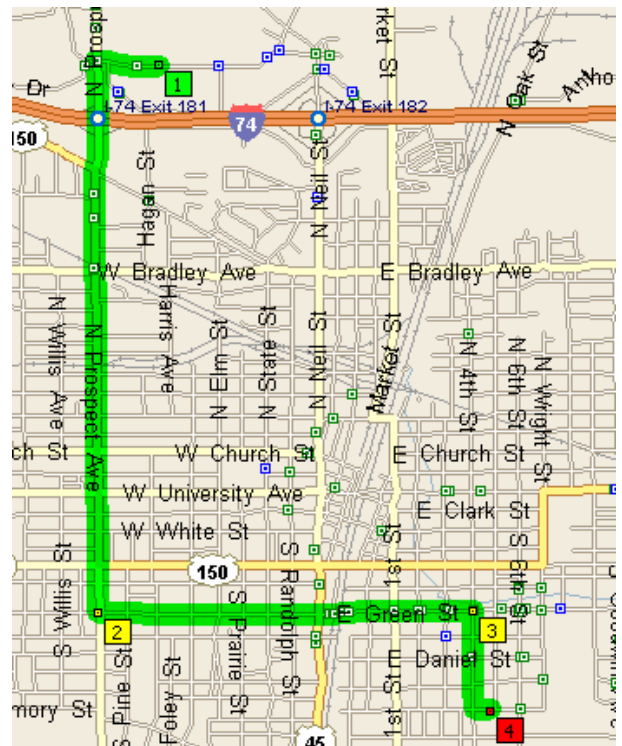 N
Dr
1
I-74 Exit 181
I-74 Exit 182
Market St
N Oak St
150
74
Hagan St
N Neil St
W Bradley Ave
E Bradley Ave
N Willis Ave
N Prospect Ave
Harris Ave
N Elm St
N State St
N Neil St
Market St
N 4th St
N 6th St
N Wright St
ch St
W Church St
E Church St
W University Ave
E Clark St
W White St
150
1st St
S 6th St
S Willis St
2
S Prairie St
S Randolph St
E Green St
3
E Daniel St
mory St
S Pine St
Foley St
1st St
4
45